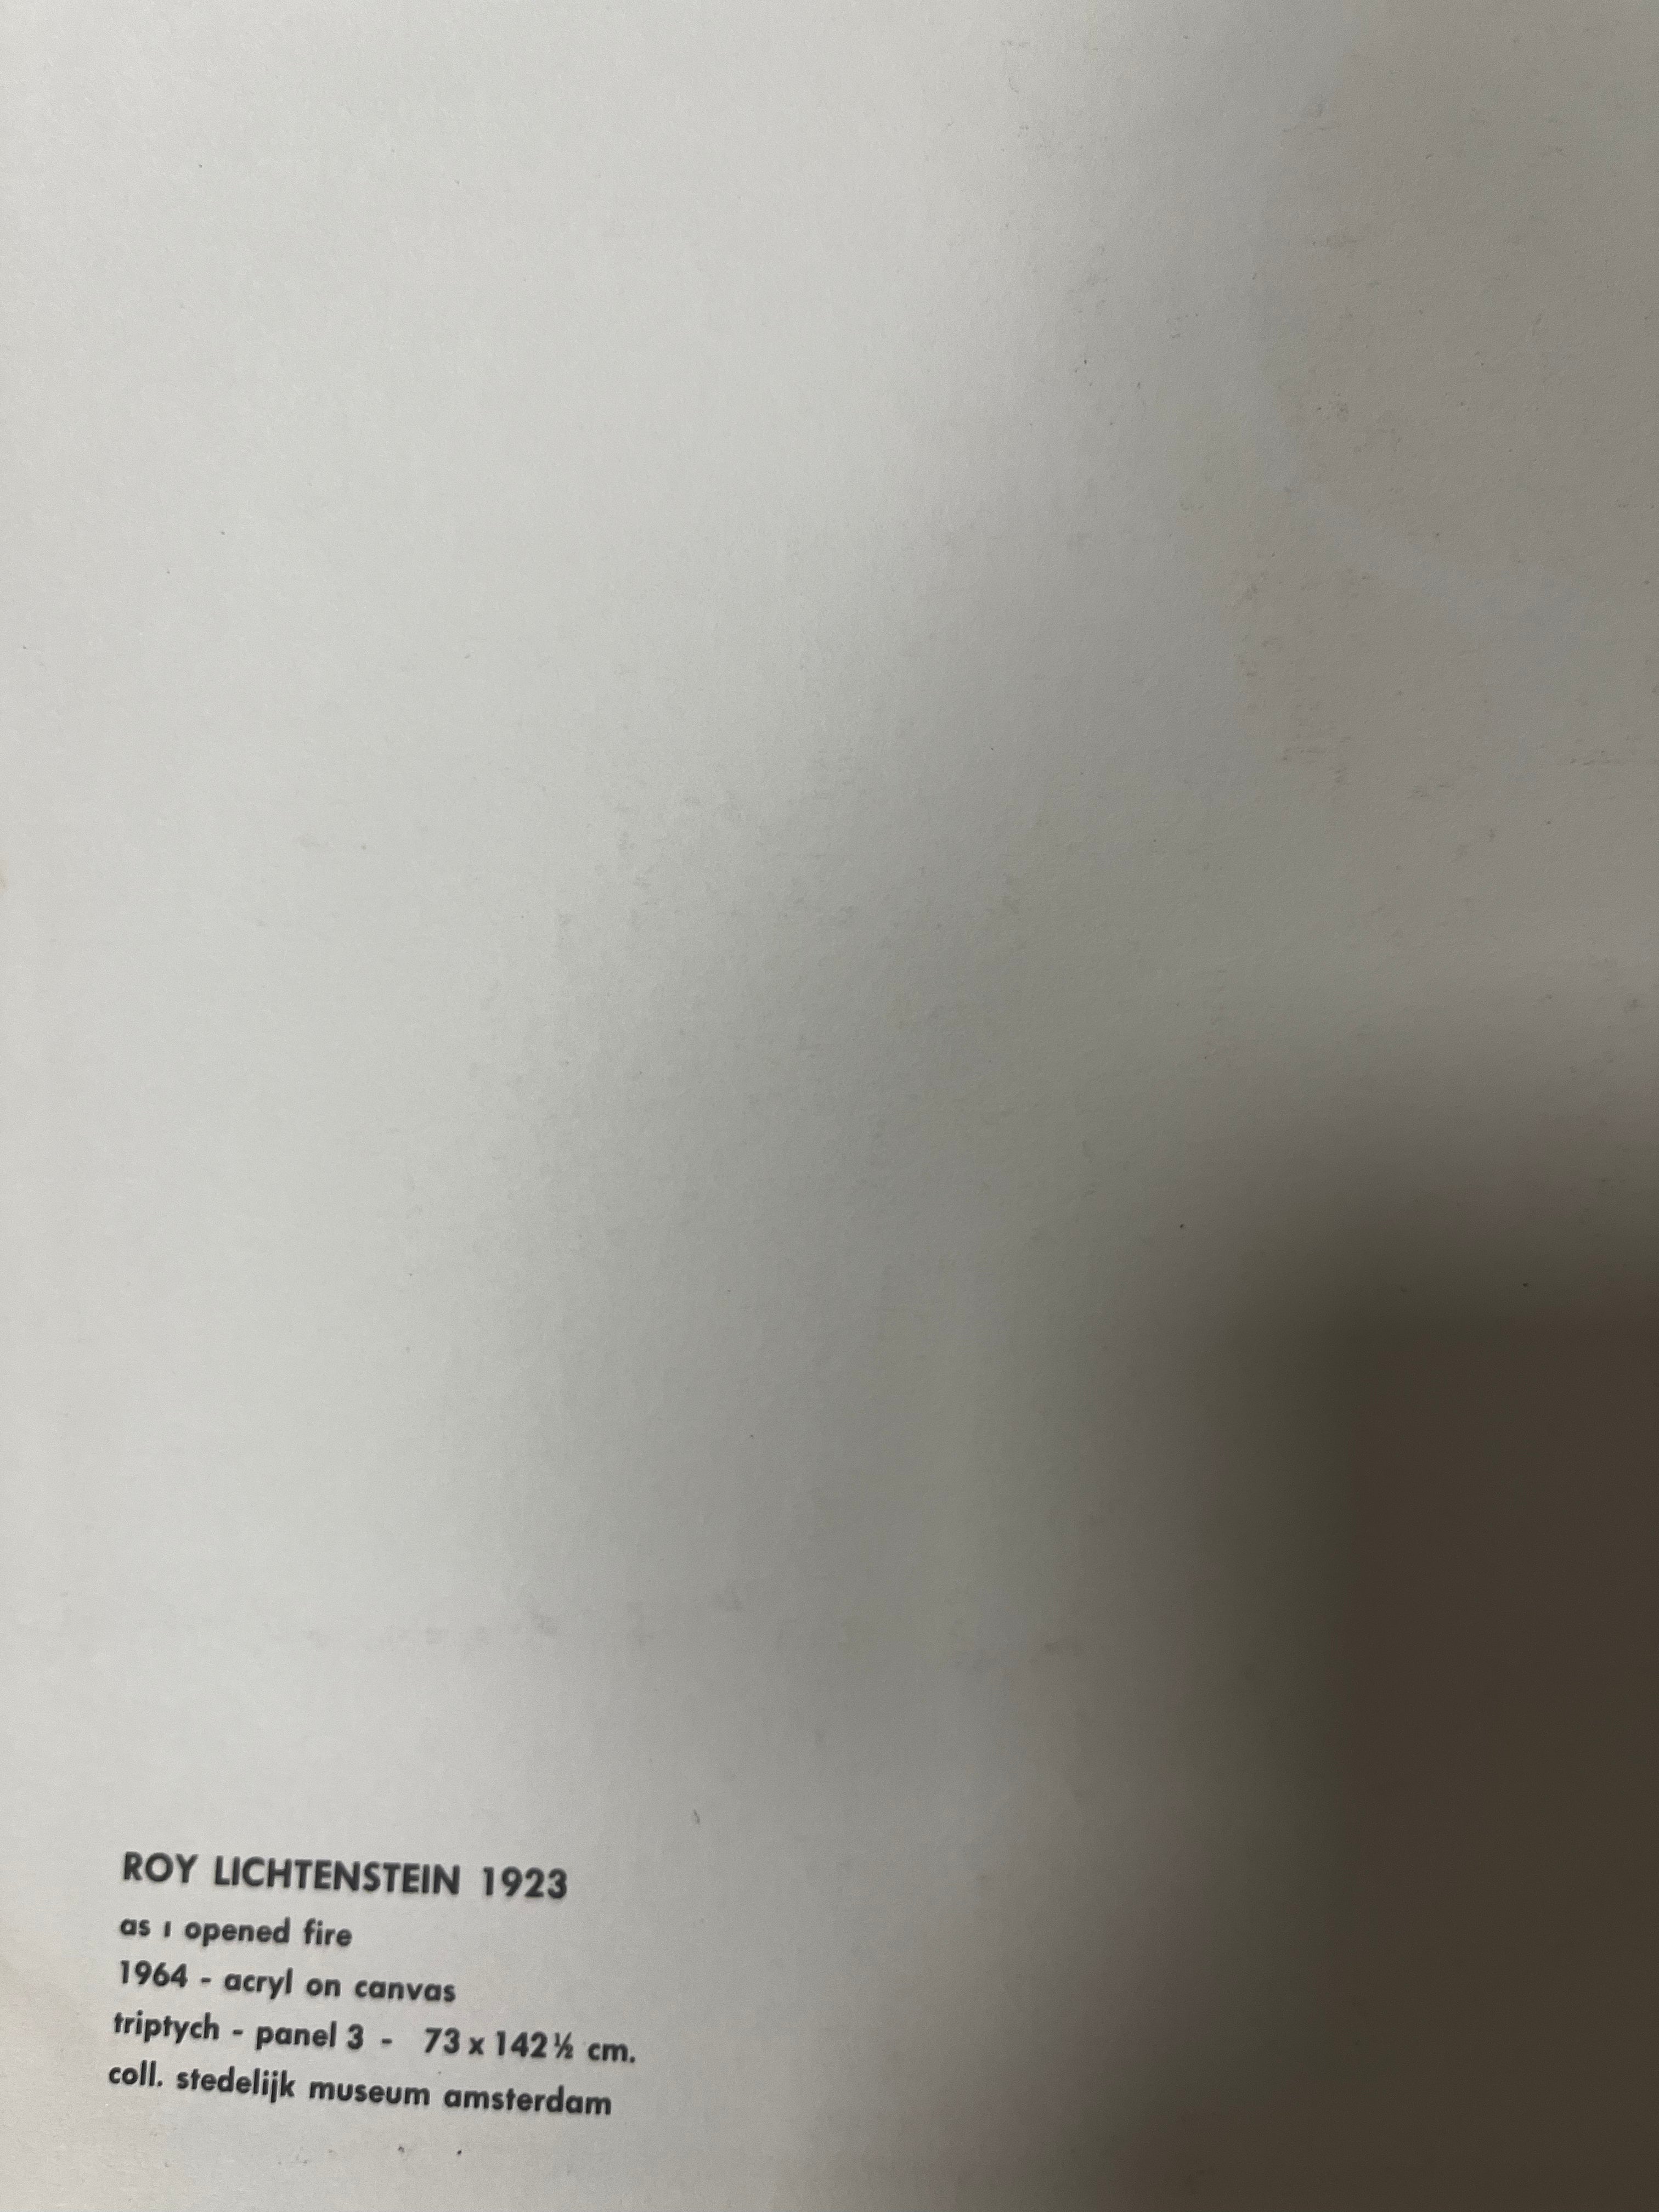 ROY LICHTENSTEIN 1923
as i opened fire
1964 - acryl on canvas
triptych - panel 3 - 73 x 142½ cm.
coll. stedelijk museum amsterdam